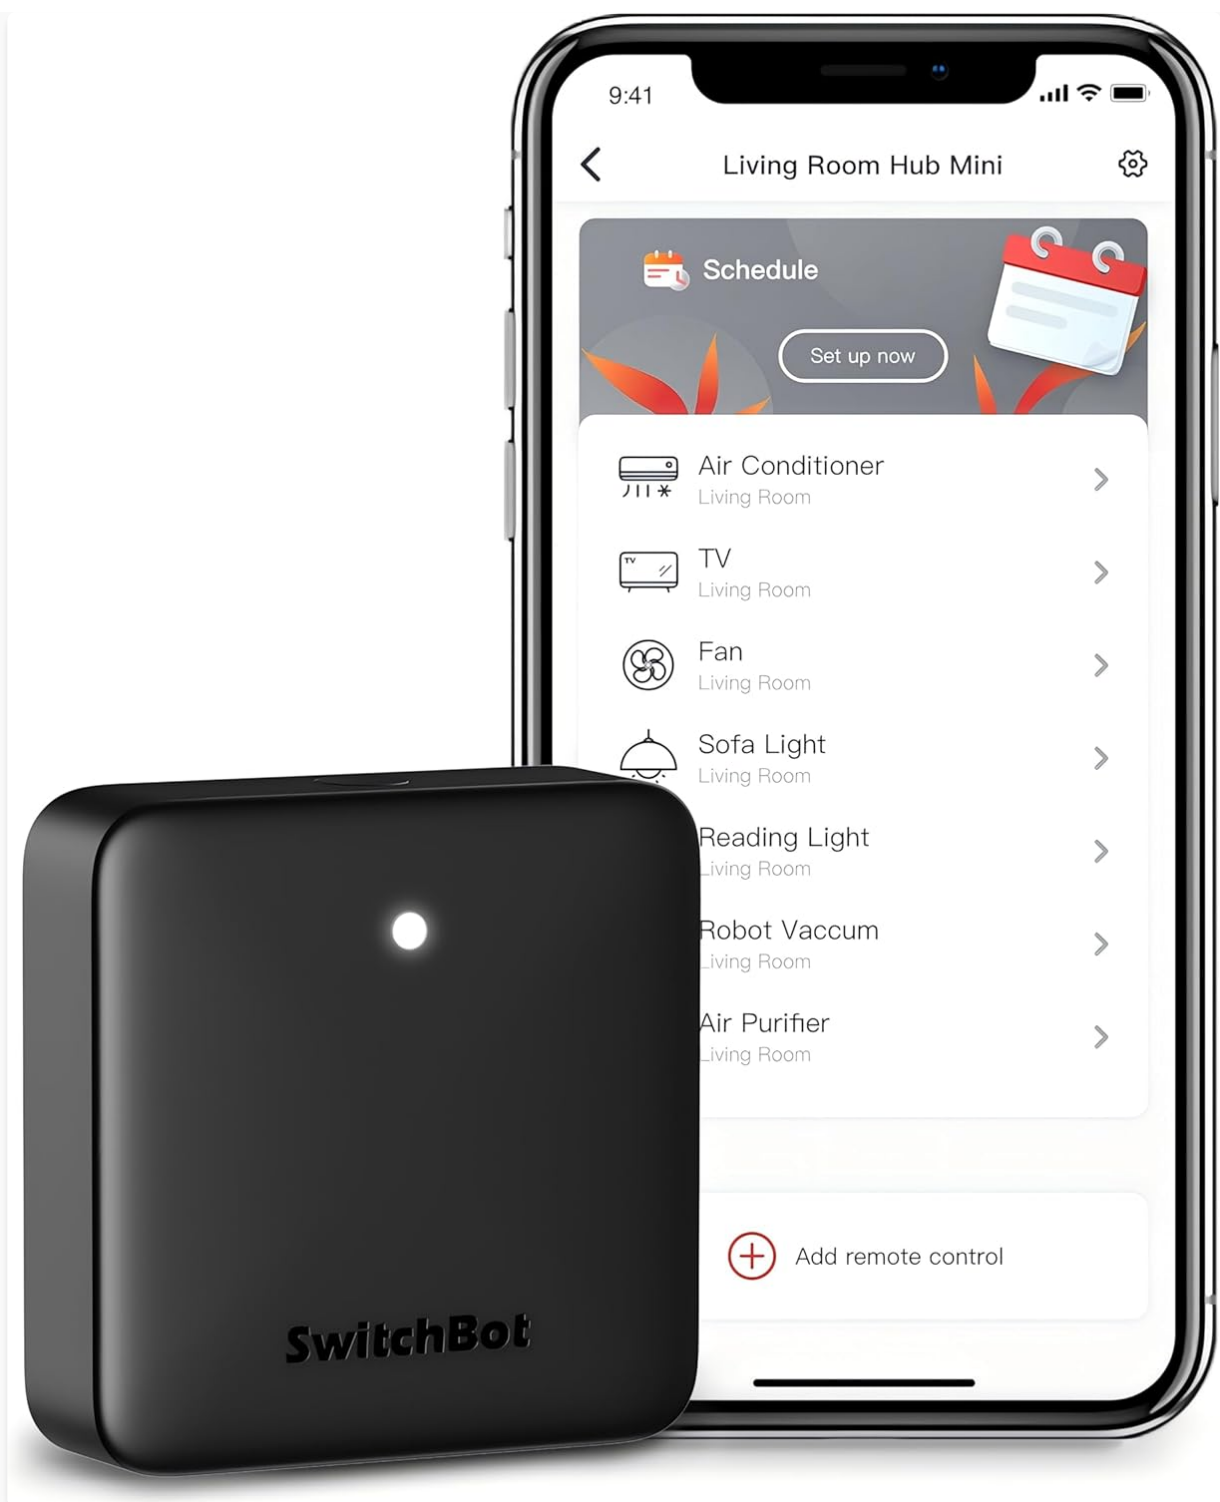 9:41
Living Room Hub Mini
Schedule
Set up now
Air Conditioner
Living Room
TV
TV
Living Room
Fan
Living Room
Sofa Light
Living Room
Reading Light
Living Room
Robot Vaccum
Living Room
Air Purifier
Living Room
Add remote control
SwitchBot